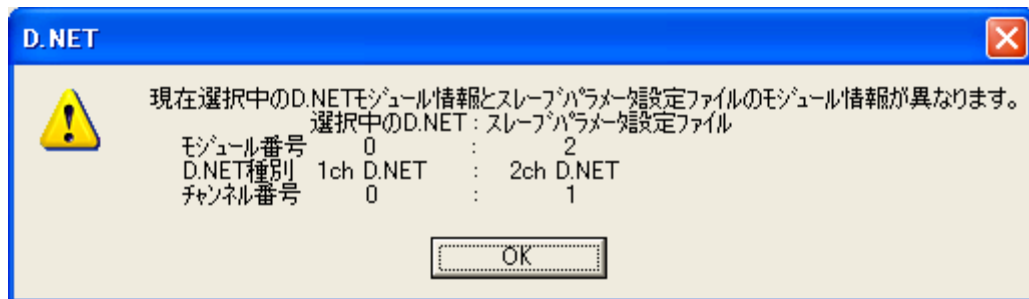 D.NET
現在選択中のD.NETﾓｼﾞｭｰﾙ情報とｽﾚｰﾌﾞﾊﾟﾗﾒｰﾀ設定ﾌｧｲﾙのﾓｼﾞｭｰﾙ情報が異なります。
選択中のD.NET : ｽﾚｰﾌﾞﾊﾟﾗﾒｰﾀ設定ﾌｧｲﾙ
ﾓｼﾞｭｰﾙ番号 0 : 2
D.NET種別 1ch D.NET : 2ch D.NET
ﾁｬﾝﾈﾙ番号 0 : 1
OK